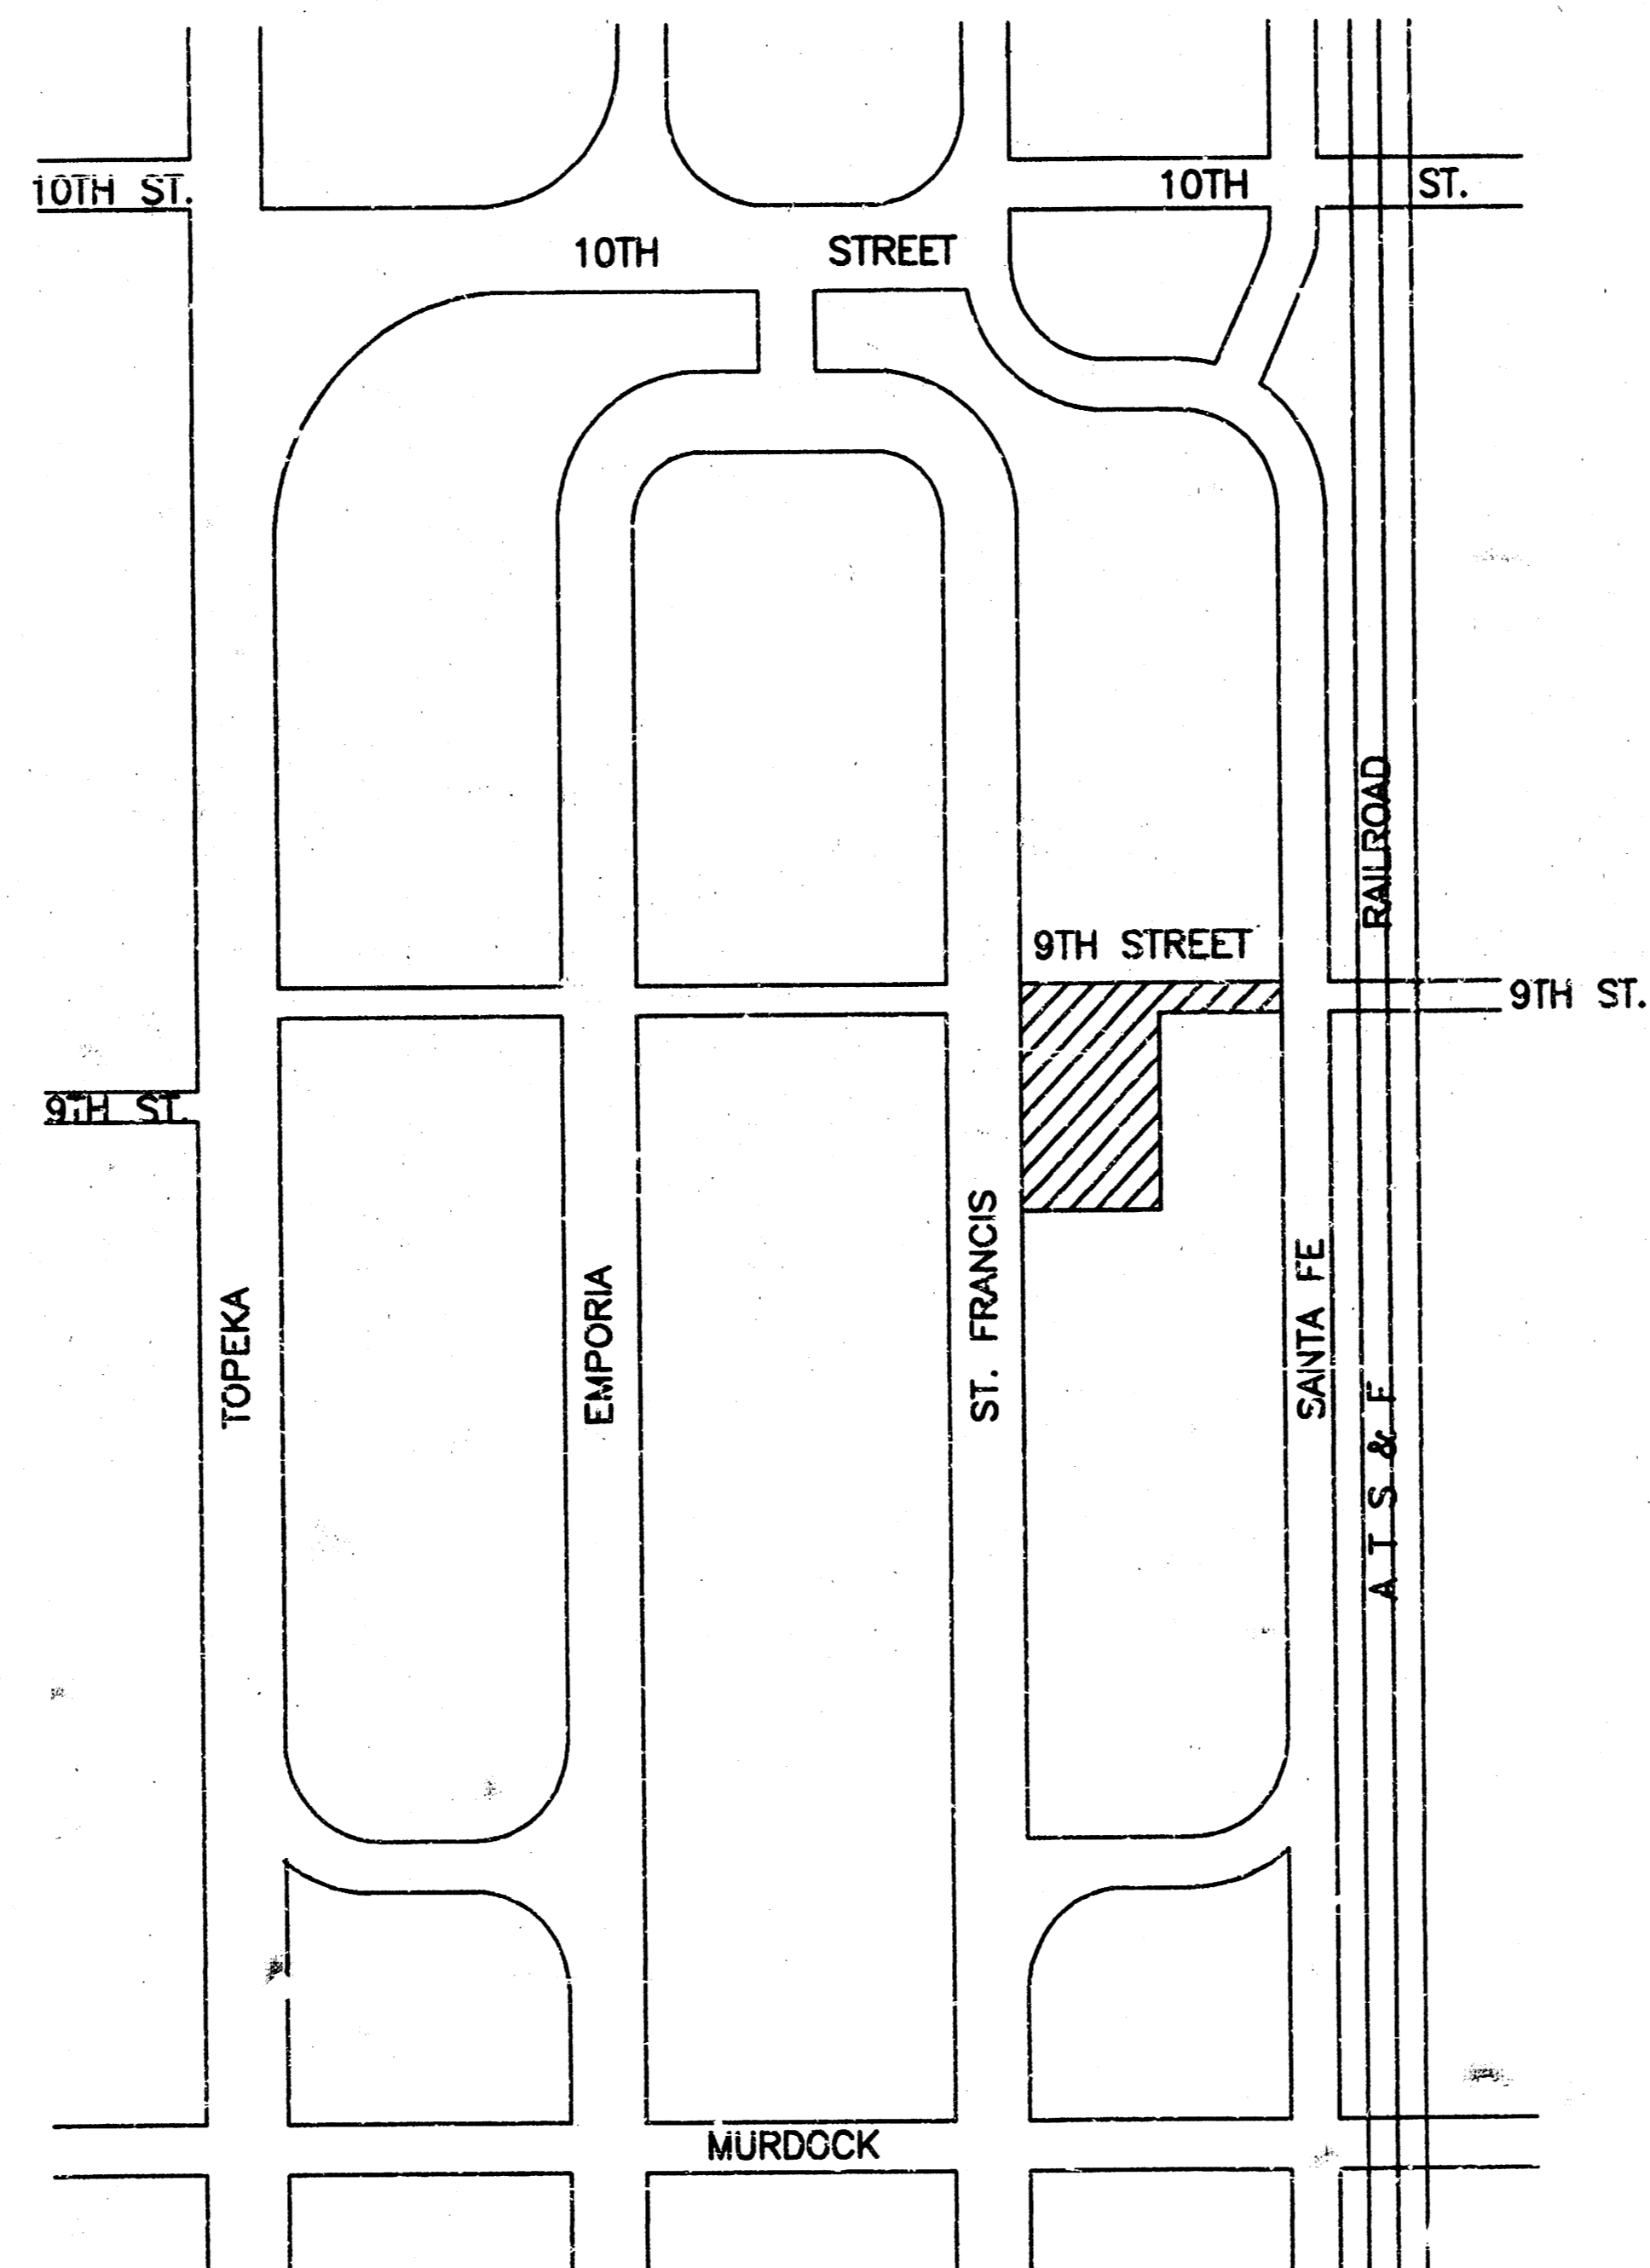 10TH ST.
10TH ST.
10TH STREET
RAILROAD
9TH STREET
9TH ST.
9TH ST.
TOPEKA
EMPORIA
ST. FRANCIS
SANTA FE
A T S & F
MURDOCK